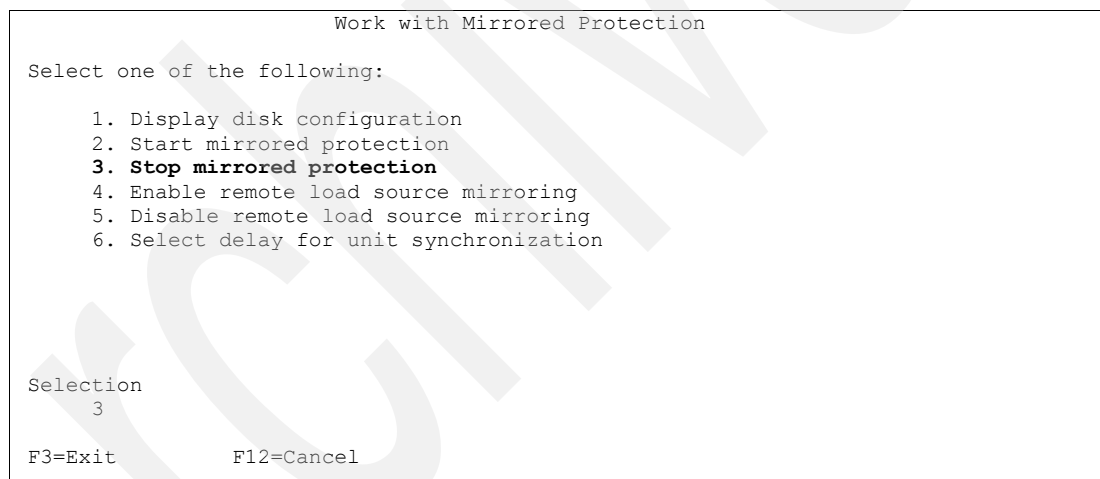 Work with Mirrored Protection
Select one of the following:
1. Display disk configuration
2. Start mirrored protection
3. Stop mirrored protection
4. Enable remote load source mirroring
5. Disable remote load source mirroring
6. Select delay for unit synchronization
Selection
3
F3=Exit F12=Cancel